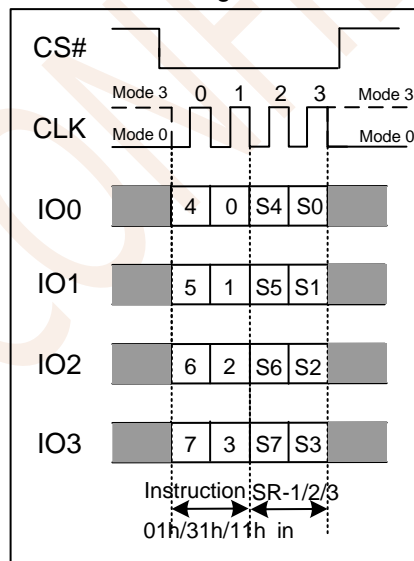 CS#
Mode 3 0 1 2 3 Mode 3
CLK
Mode 0 Mode 0
IO0 4 0 S4 S0
IO1 5 1 S5 S1
IO2 6 2 S6 S2
IO3 7 3 S7 S3
Instruction SR-1/2/3
01h/31h/11h in